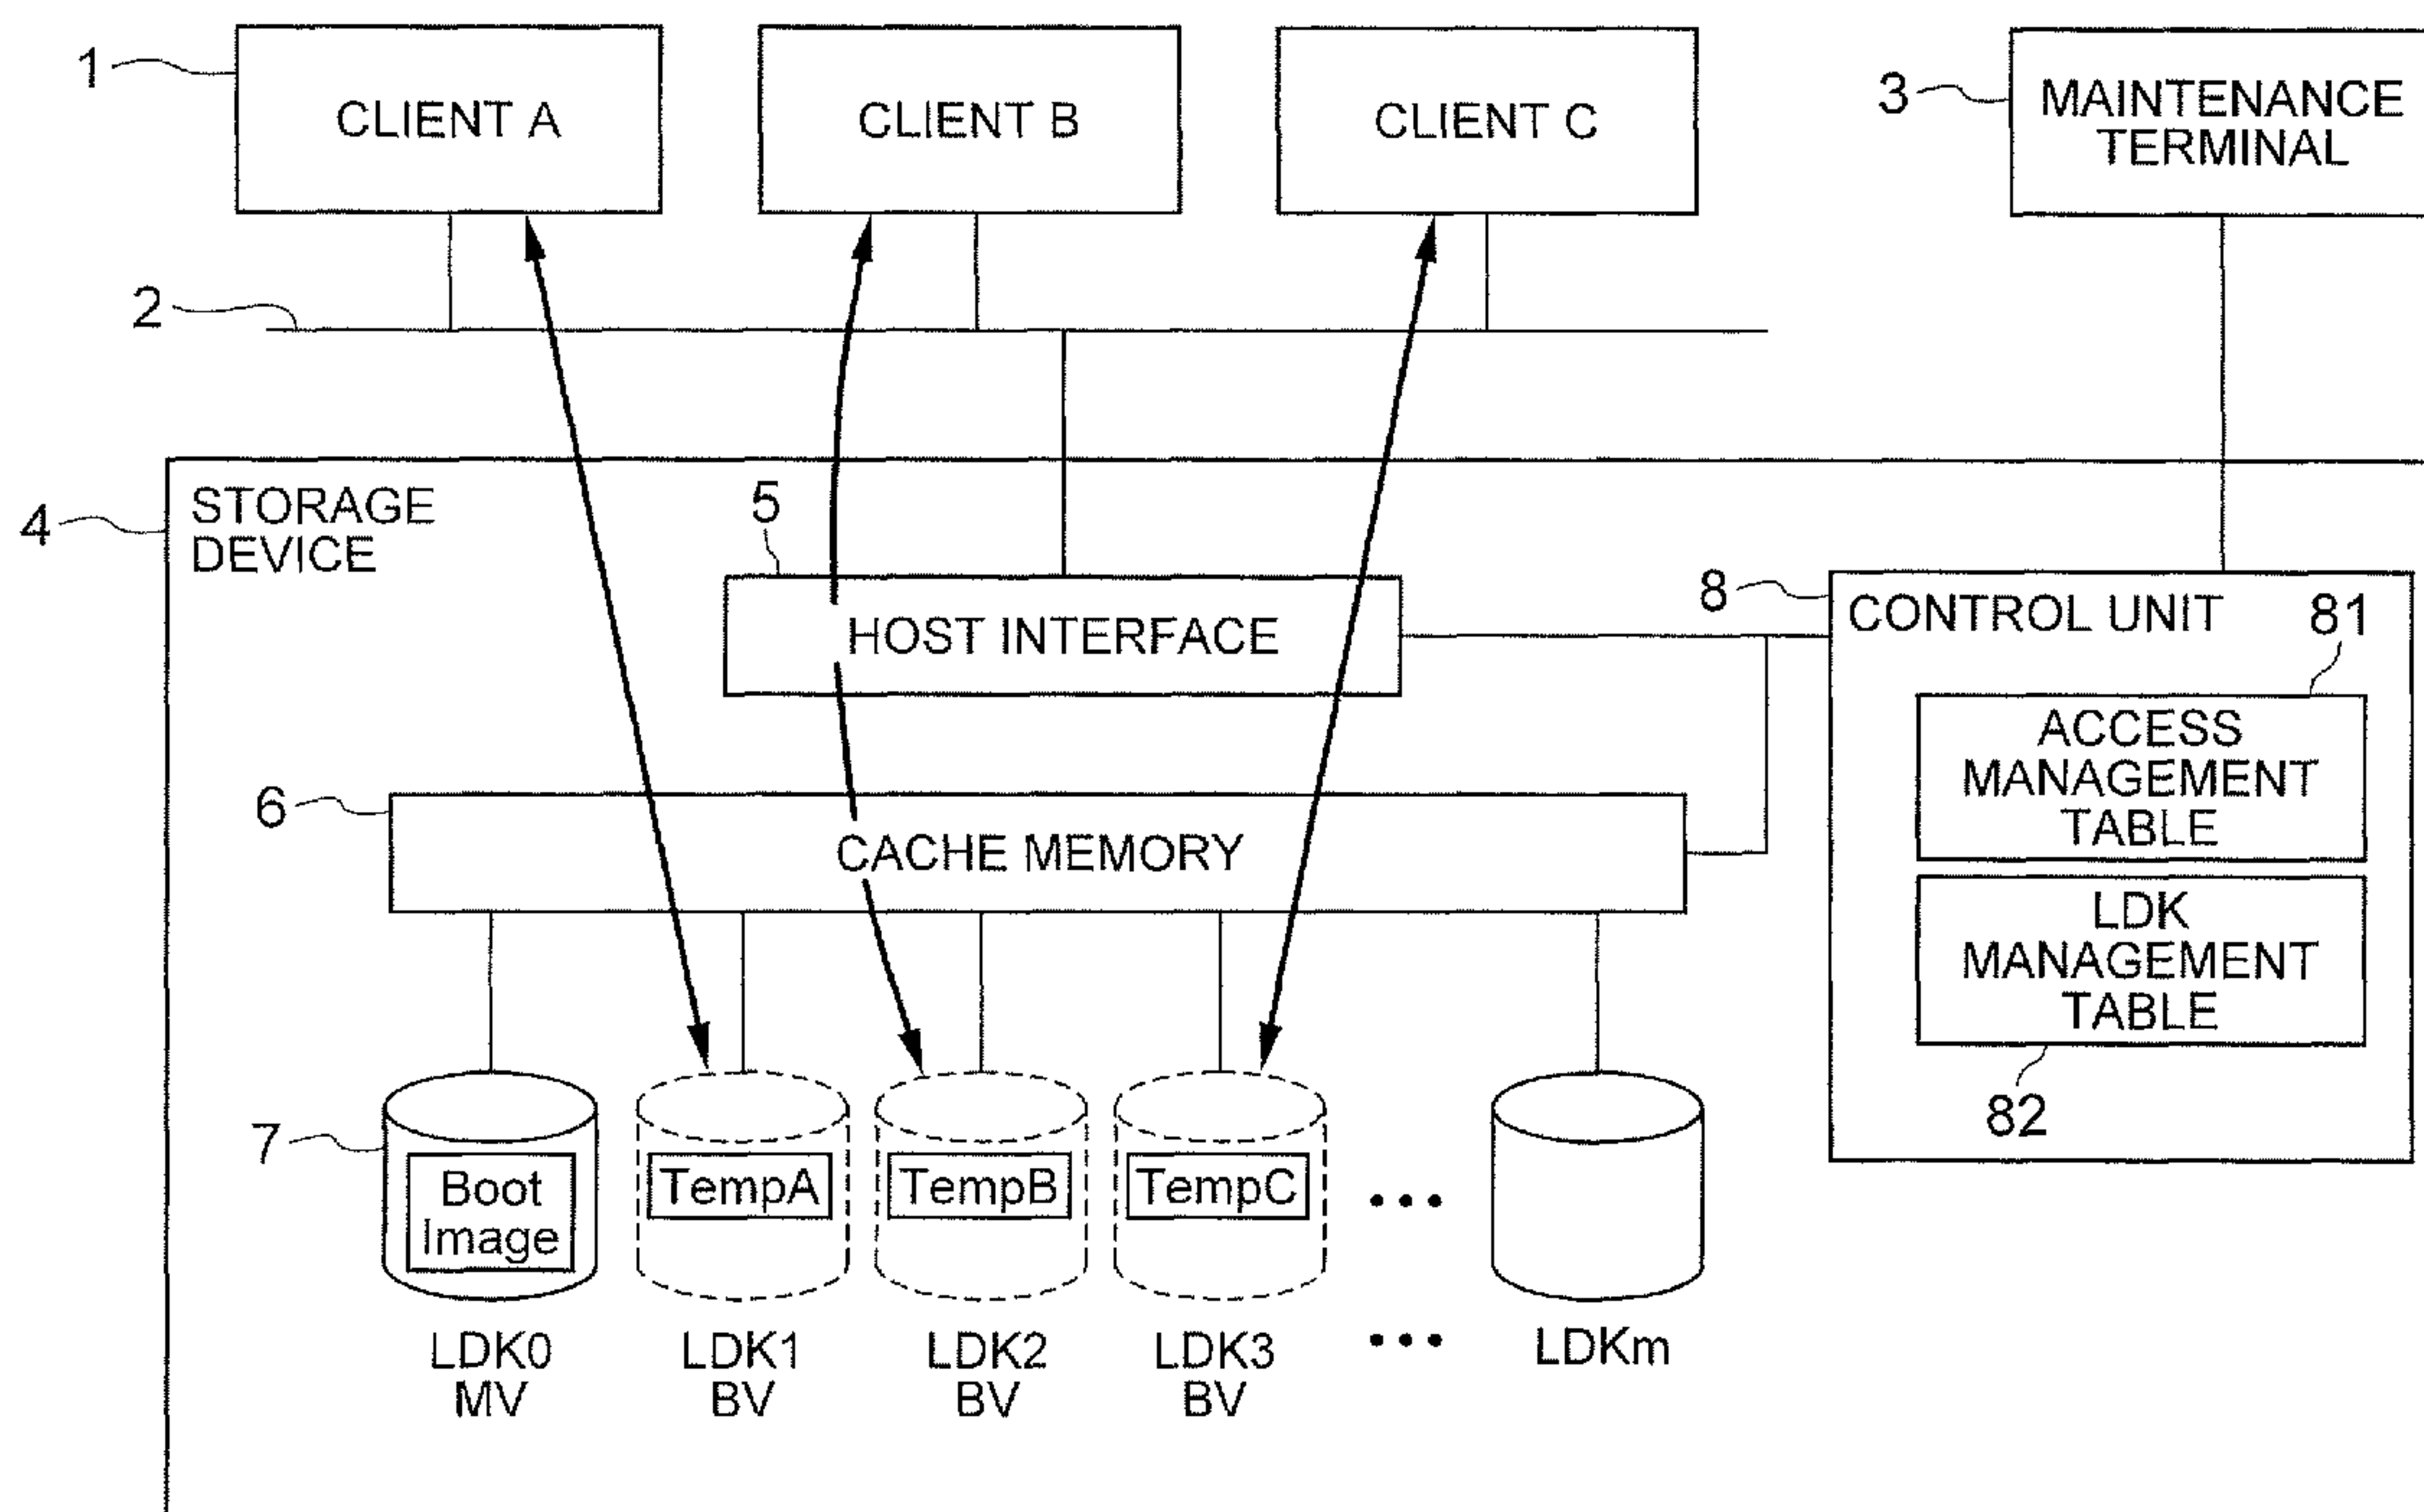 1
CLIENT A
CLIENT B
CLIENT C
3
MAINTENANCE
TERMINAL
2
4
STORAGE
DEVICE
5
HOST INTERFACE
8
CONTROL UNIT
81
ACCESS
MANAGEMENT
TABLE
6
CACHE MEMORY
LDK
MANAGEMENT
TABLE
82
7
Boot
Image
TempA
TempB
TempC
•••
LDK0
MV
LDK1
BV
LDK2
BV
LDK3
BV
•••
LDKm